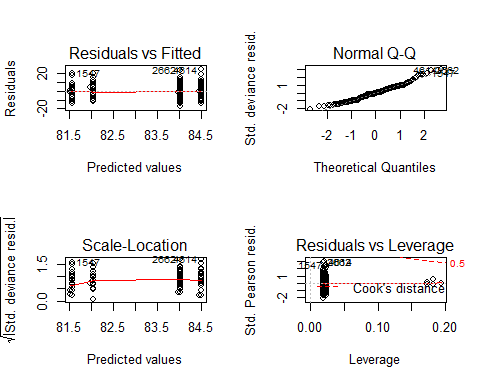 Residuals vs Fitted
Residuals
20
0
-20
1547
81.5 82.5 83.5 84.5
Predicted values
Normal Q-Q
Std. deviance resid.
1
-2
-2 -1 0 1 2
Theoretical Quantiles
Scale-Location
√|Std. deviance resid.|
1.5
0.0
1547
81.5 82.5 83.5 84.5
Predicted values
Residuals vs Leverage
Std. Pearson resid.
1
-2
1547
Cook's distance
0.5
0.00 0.10 0.20
Leverage